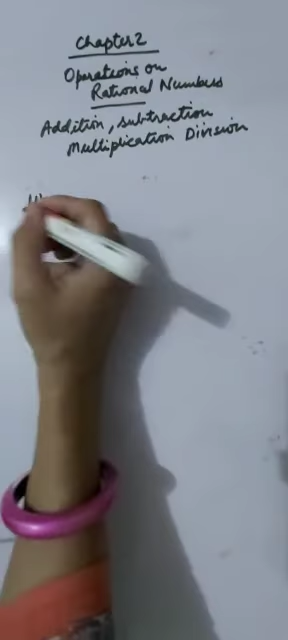 Chapter 2
Operations on
Rational Numbers
Addition, subtraction
Multiplication Division